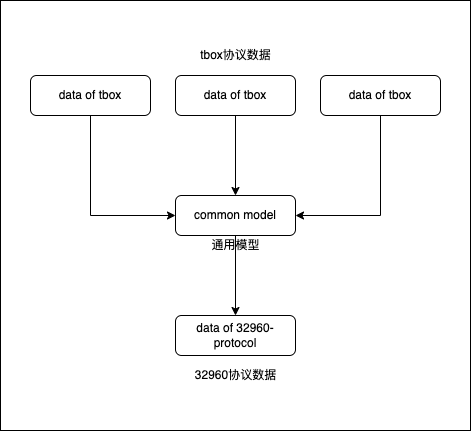 tbox协议数据
data of tbox
data of tbox
data of tbox
common model
通用模型
data of 32960-
protocol
32960协议数据